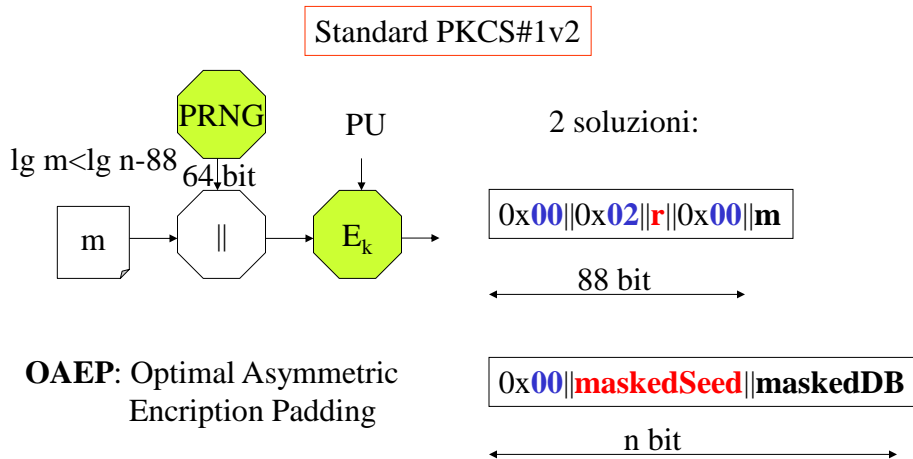 Standard PKCS#1v2
PRNG
PU
2 soluzioni:
lg m<lg n-88
64 bit
m
||
Ek
0x00||0x02||r||0x00||m
88 bit
OAEP: Optimal Asymmetric
Encription Padding
0x00||maskedSeed||maskedDB
n bit